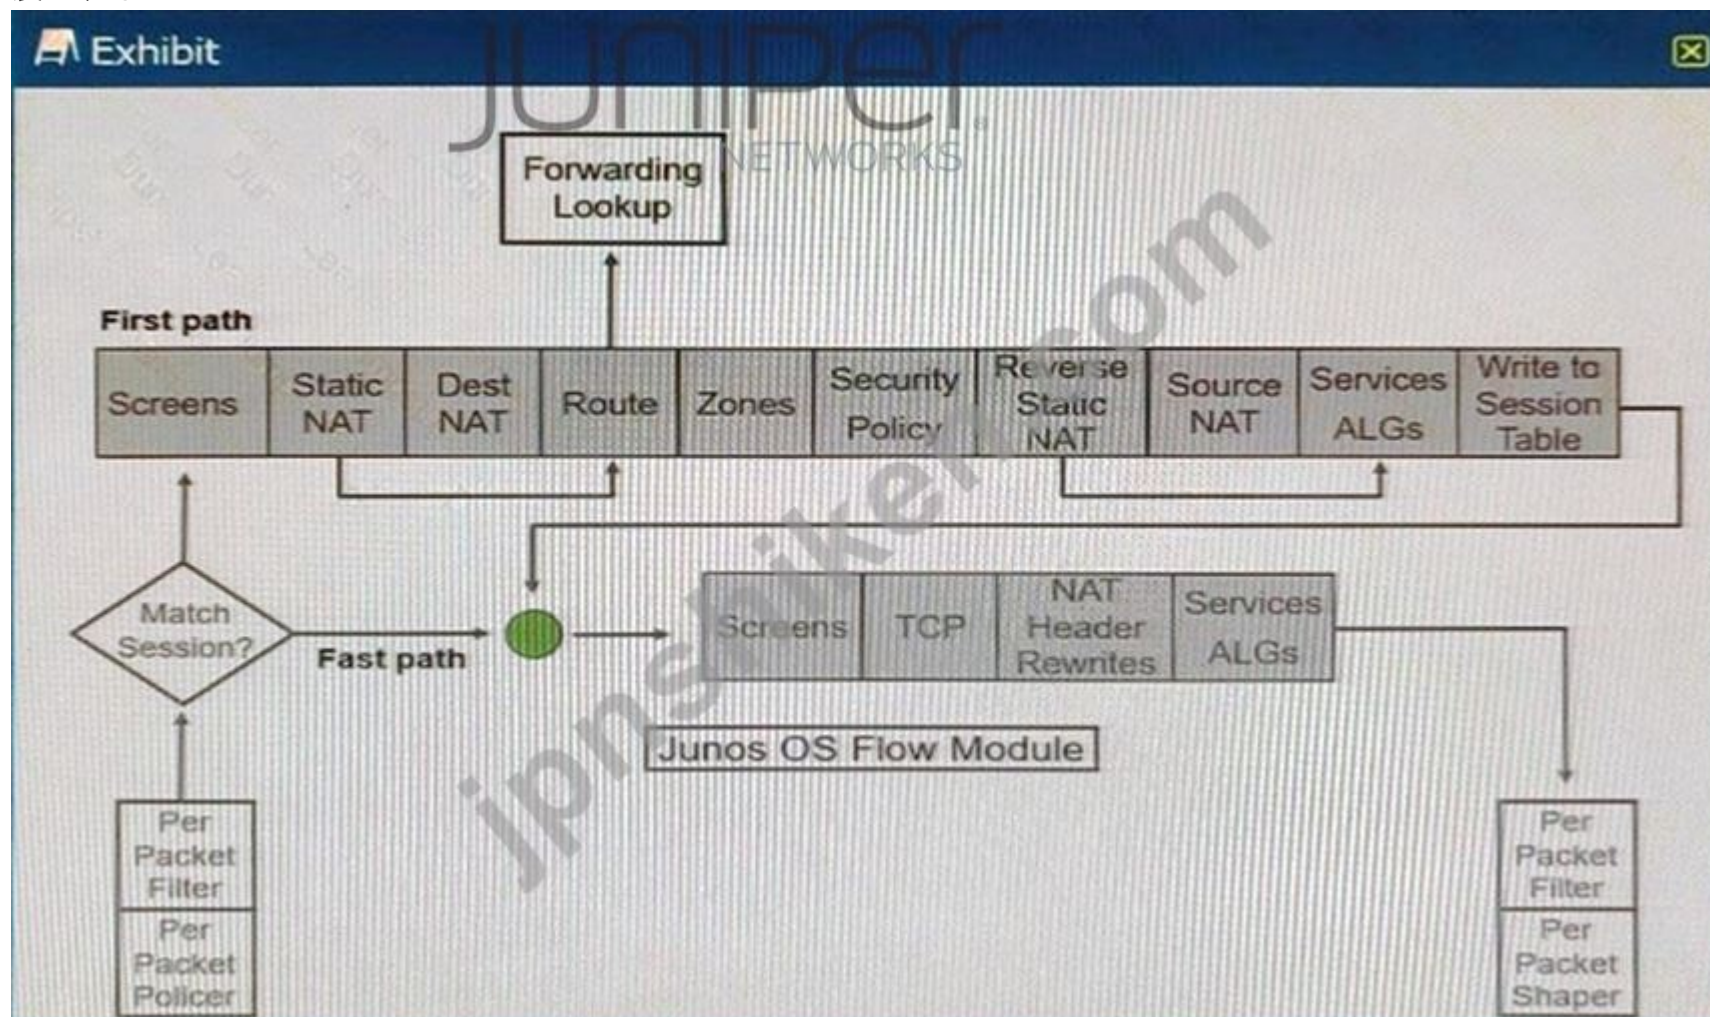 Exhibit
JUNIPER
NETWORKS
Forwarding
Lookup
First path
Screens
Static
NAT
Dest
NAT
Route
Zones
Security
Policy
Reverse
Static
NAT
Source
NAT
Services
ALGs
Write to
Session
Table
Match
Session?
Fast path
Screens
TCP
NAT
Header
Rewrites
Services
ALGs
Junos OS Flow Module
Per
Packet
Filter
Per
Packet
Policer
Per
Packet
Filter
Per
Packet
Shaper
jpnshiken.com